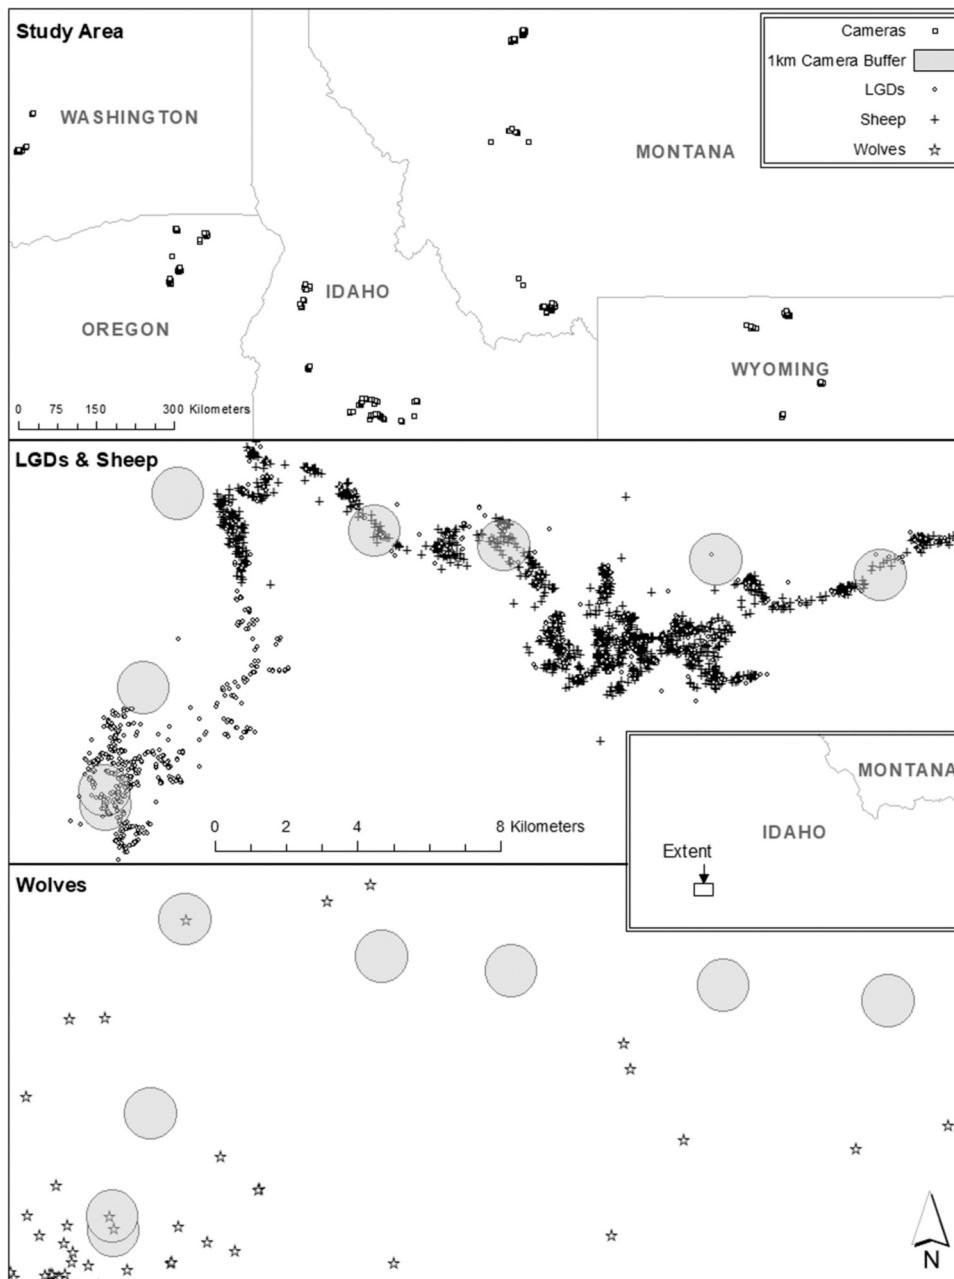 Study Area
Cameras
1km Camera Buffer
LGDs
Sheep
Wolves
WASHINGTON
MONTANA
IDAHO
OREGON
WYOMING
0 75 150 300 Kilometers
LGDs & Sheep
0 2 4 8 Kilometers
MONTANA
IDAHO
Extent
Wolves
N